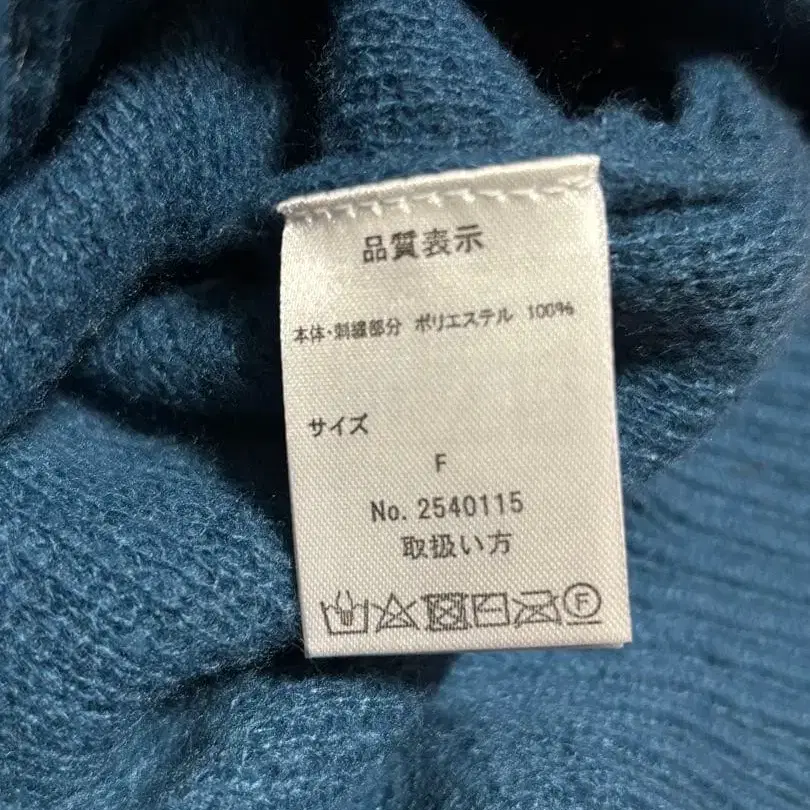 品質表示
本体・刺繍部分 ポリエステル 100%
サイズ
F
No. 2540115
取扱い方
F